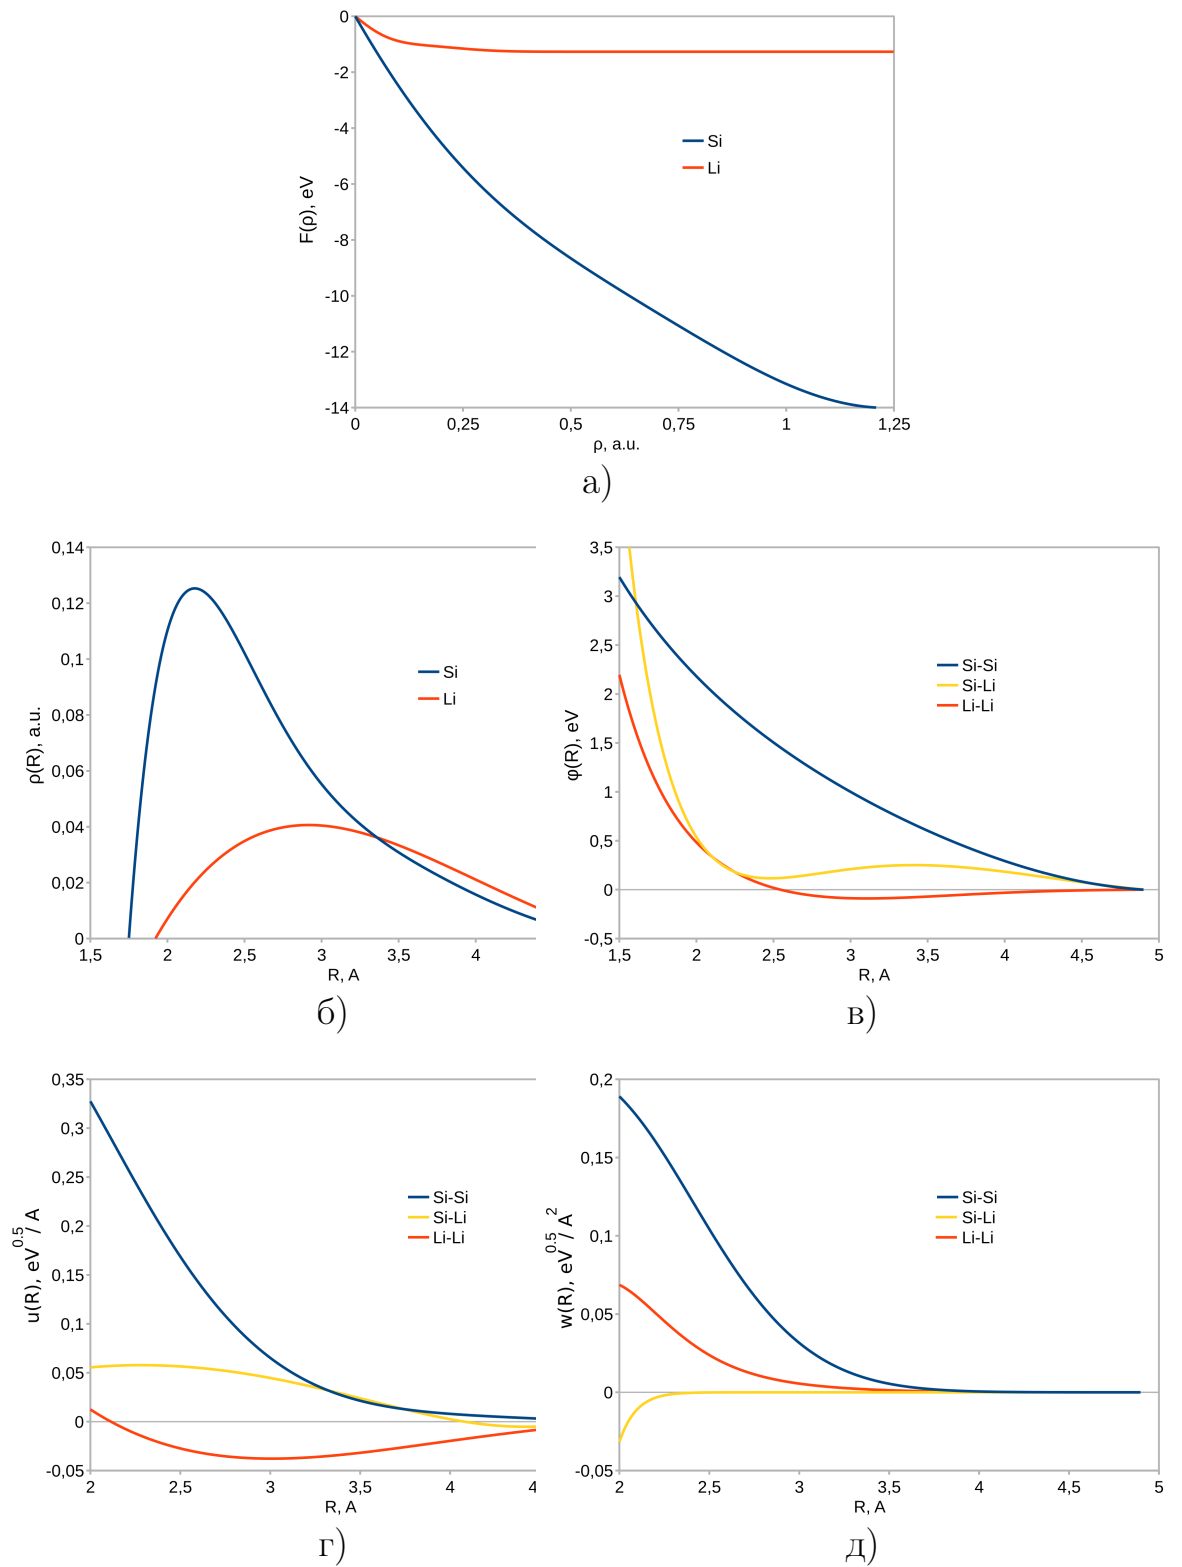 0
-2
-4
-6
-8
-10
-12
-14
F(ρ), eV
Si
Li
0 0,25 0,5 0,75 1 1,25
ρ, a.u.
а)
0,14
0,12
0,1
0,08
0,06
0,04
0,02
0
ρ(R), a.u.
Si
Li
1,5 2 2,5 3 3,5 4
R, A
б)
3,5
3
2,5
2
1,5
1
0,5
0
-0,5
φ(R), eV
Si-Si
Si-Li
Li-Li
1,5 2 2,5 3 3,5 4 4,5 5
R, A
в)
0,35
0,3
0,25
0,2
0,15
0,1
0,05
0
-0,05
u(R), eV^0.5/ A
Si-Si
Si-Li
Li-Li
2 2,5 3 3,5 4 4
R, A
г)
0,2
0,15
0,1
0,05
0
-0,05
w(R), eV^0.5/ A^2
Si-Si
Si-Li
Li-Li
2 2,5 3 3,5 4 4,5 5
R, A
д)